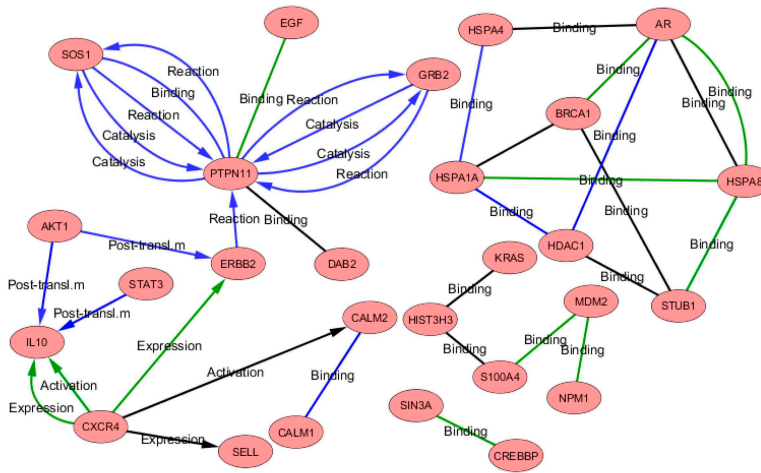 EGF
HSPA4
AR
Binding
SOS1
Reaction
GRB2
Binding
Binding
Reaction
Binding
Binding
Binding
Reaction
Catalysis
BRCA1
Catalysis
Binding
Catalysis
Catalysis
Reaction
PTPN11
HSPA1A
Binding
HSPA8
AKT1
Reaction
Binding
Binding
Binding
Binding
Post-transl.m
ERBB2
DAB2
HDAC1
KRAS
Post-transl.m
STAT3
Binding
Binding
MDM2
STUB1
Post-transl.m
CALM2
HIST3H3
IL10
Expression
Binding
Binding
Activation
Binding
S100A4
Binding
Activation
NPM1
Expression
SIN3A
CXCR4
Expression
CALM1
Binding
SELL
CREBBP